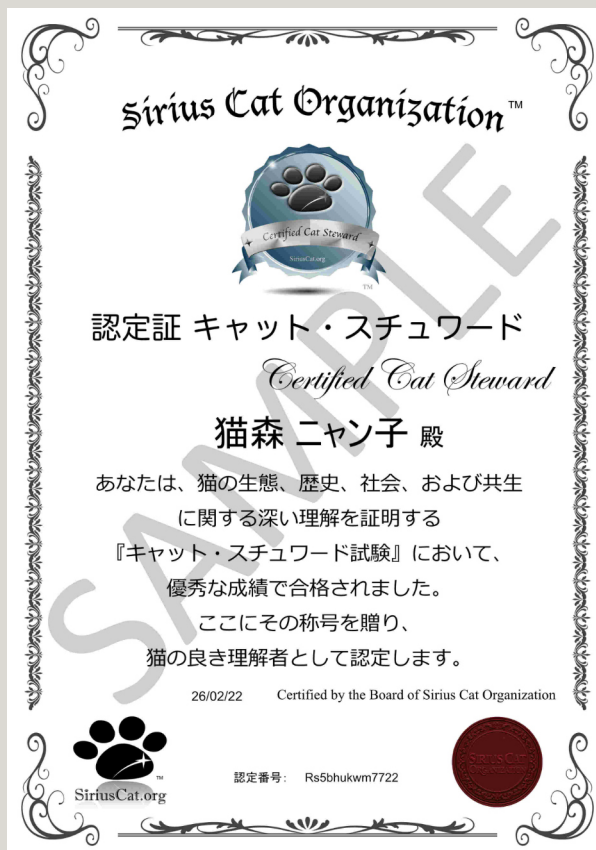 Sirius Cat Organization™
Certified Cat Steward
SiriusCat.org
TM
認定証 キャット・スチュワード
Certified Cat Steward
猫森 ニャン子 殿
あなたは、猫の生態、歴史、社会、および共生
に関する深い理解を証明する
『キャット・スチュワード試験』において、
優秀な成績で合格されました。
ここにその称号を贈り、
猫の良き理解者として認定します。
26/02/22 Certified by the Board of Sirius Cat Organization
TM
SiriusCat.org
認定番号: Rs5bhukwm7722
SIRIUS CAT
Organization
SAMPLE